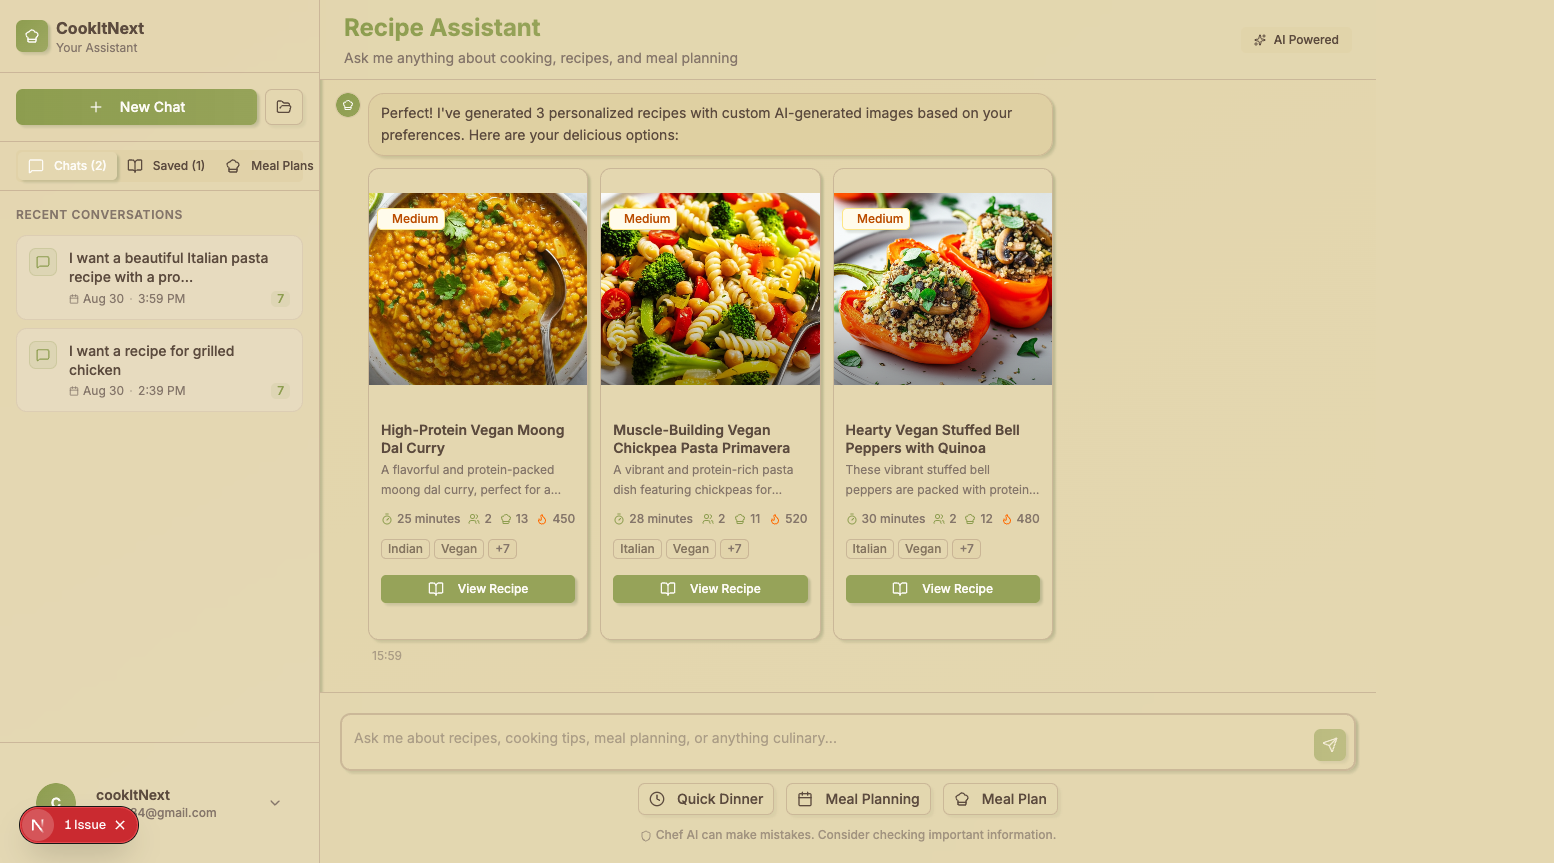 CookItNext
Your Assistant
New Chat
Chats (2)
Saved (1)
Meal Plans
RECENT CONVERSATIONS
I want a beautiful Italian pasta
recipe with a pro...
Aug 30 · 3:59 PM
7
I want a recipe for grilled
chicken
Aug 30 · 2:39 PM
7
C
cookItNext
34@gmail.com
N
1 Issue
Recipe Assistant
Ask me anything about cooking, recipes, and meal planning
AI Powered
Perfect! I've generated 3 personalized recipes with custom AI-generated images based on your
preferences. Here are your delicious options:
Medium
High-Protein Vegan Moong
Dal Curry
A flavorful and protein-packed
moong dal curry, perfect for a...
25 minutes 2 13 450
Indian Vegan +7
View Recipe
Medium
Muscle-Building Vegan
Chickpea Pasta Primavera
A vibrant and protein-rich pasta
dish featuring chickpeas for...
28 minutes 2 11 520
Italian Vegan +7
View Recipe
Medium
Hearty Vegan Stuffed Bell
Peppers with Quinoa
These vibrant stuffed bell
peppers are packed with protein...
30 minutes 2 12 480
Italian Vegan +7
View Recipe
15:59
Ask me about recipes, cooking tips, meal planning, or anything culinary...
Quick Dinner
Meal Planning
Meal Plan
Chef AI can make mistakes. Consider checking important information.